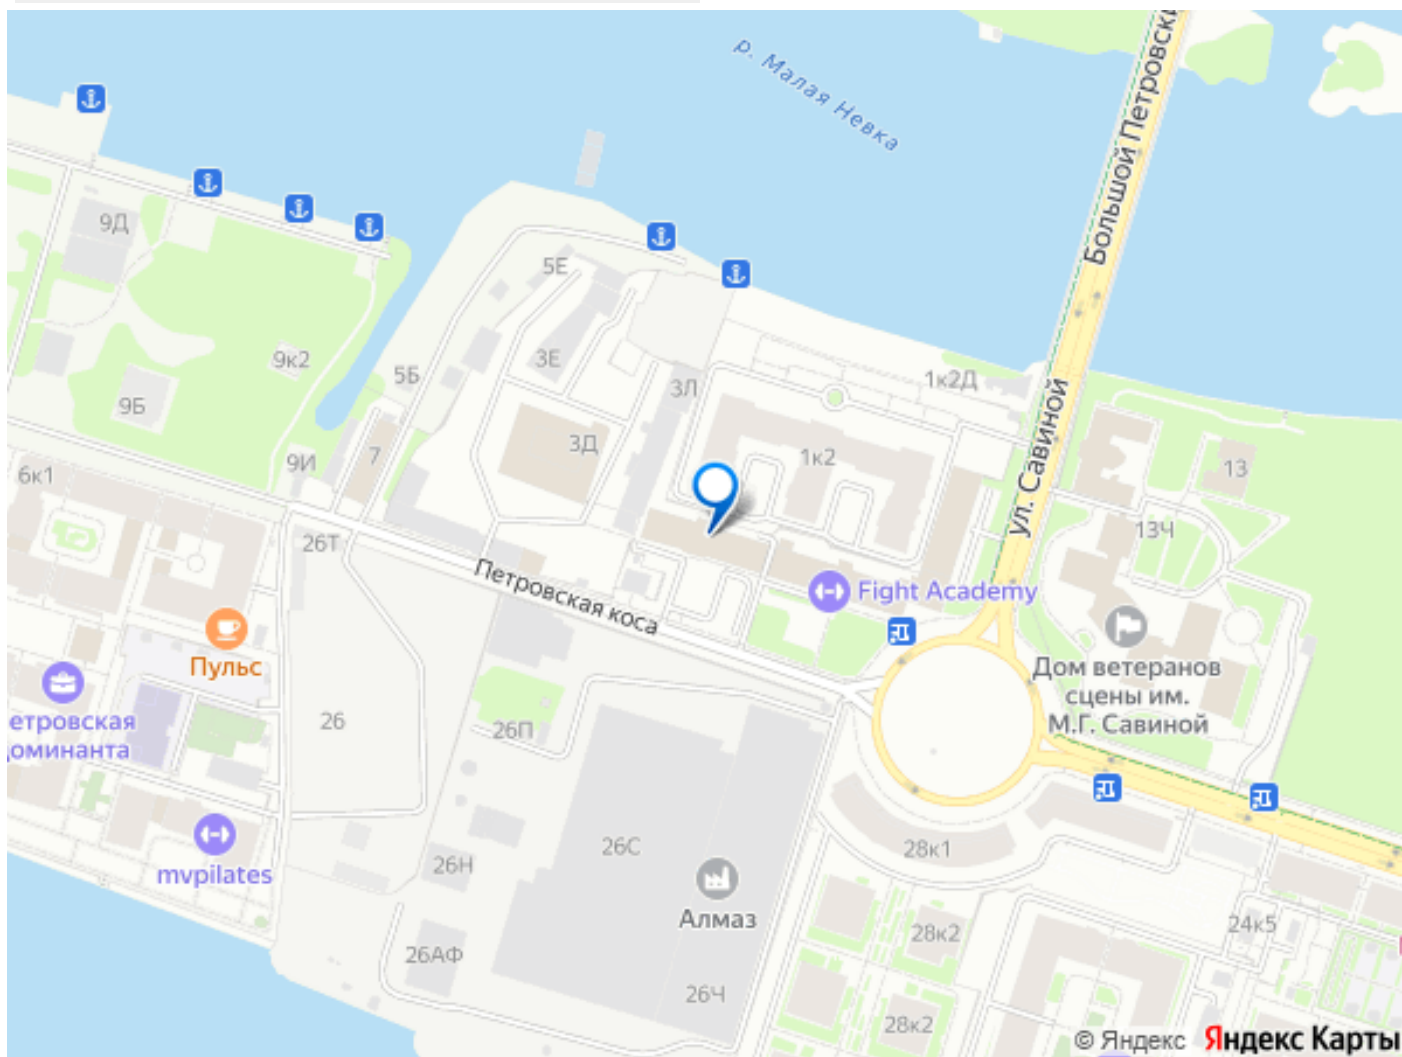 р. Малая Невка
Большой Петровски
9Д
5Е
9к2
3Е
5Б
3Л
1к2Д
9Б
3Д
ул. Савиной
9И
7
1к2
13
6к1
26Т
13Ч
Петровская коса
Fight Academy
Пульс
Дом ветеранов
сцены им.
М.Г. Савиной
етровская
оминанта
26
26П
26С
28к1
mvpilates
26Н
Алмаз
28к2
24к5
26АФ
26Ч
28к2
© Яндекс Яндекс Карты